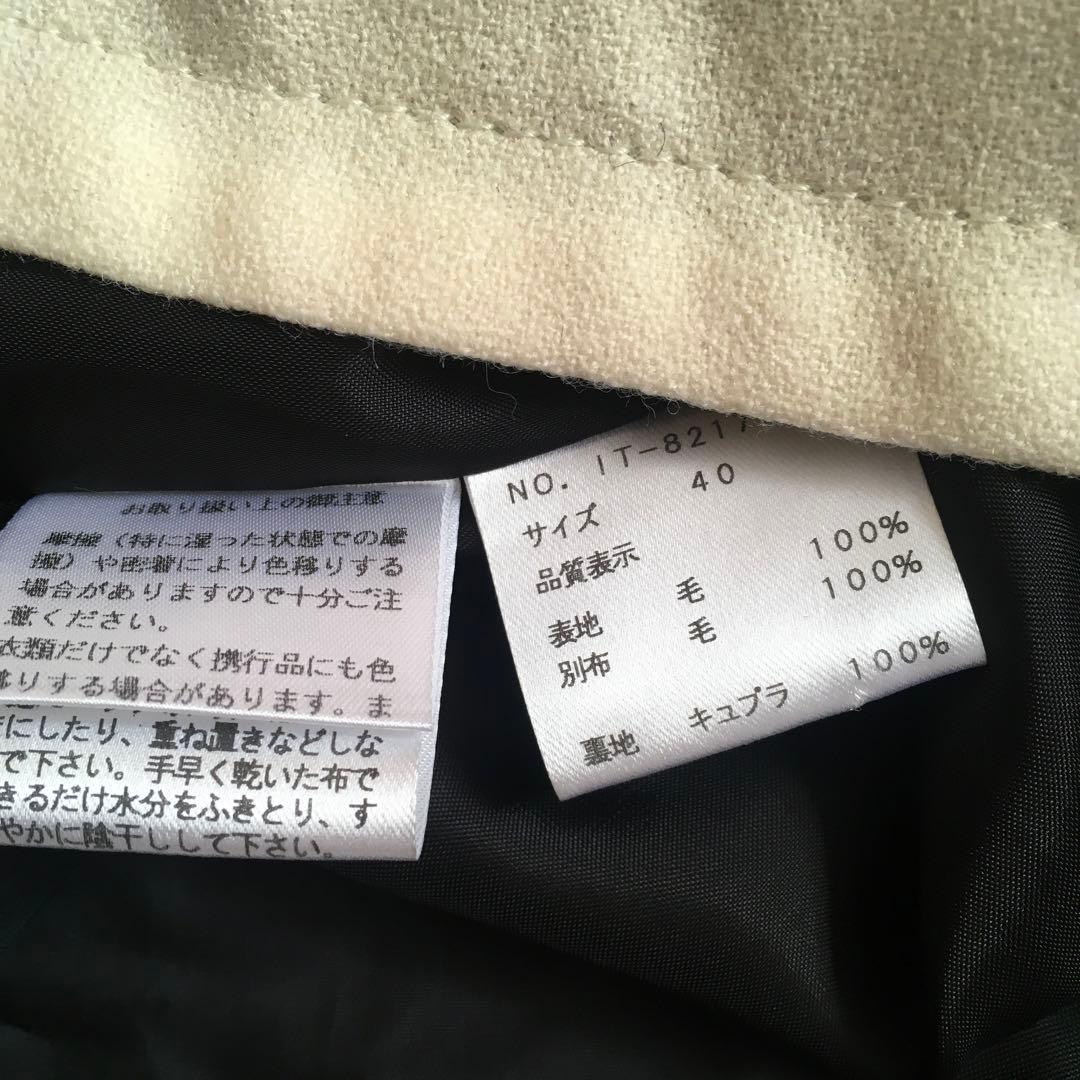 お取り扱い上の御注意
摩擦（特に湿った状態での摩
擦）や密着により色移りする
場合がありますので十分ご注
意ください。
衣類だけでなく携行品にも色
移りする場合があります。ま
にしたり、重ね置きなどしな
で下さい。手早く乾いた布で
きるだけ水分をふきとり、す
やかに陰干しして下さい。
NO. IT-8217
サイズ 40
品質表示
表地 毛 100%
別布 毛 100%
裏地 キュプラ 100%